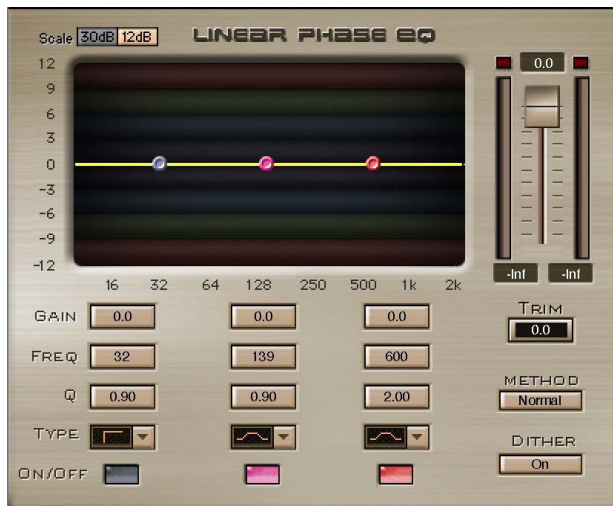 Scale 30dB 12dB LINEAR PHASE EQ
0.0
12
9
6
3
0
-3
-6
-9
-12
-Inf -Inf
16 32 64 128 250 500 1k 2k
GAIN 0.0 0.0 0.0
TRIM
0.0
FREQ 32 139 600
Q 0.90 0.90 2.00
METHOD
Normal
TYPE
DITHER
On
ON/OFF